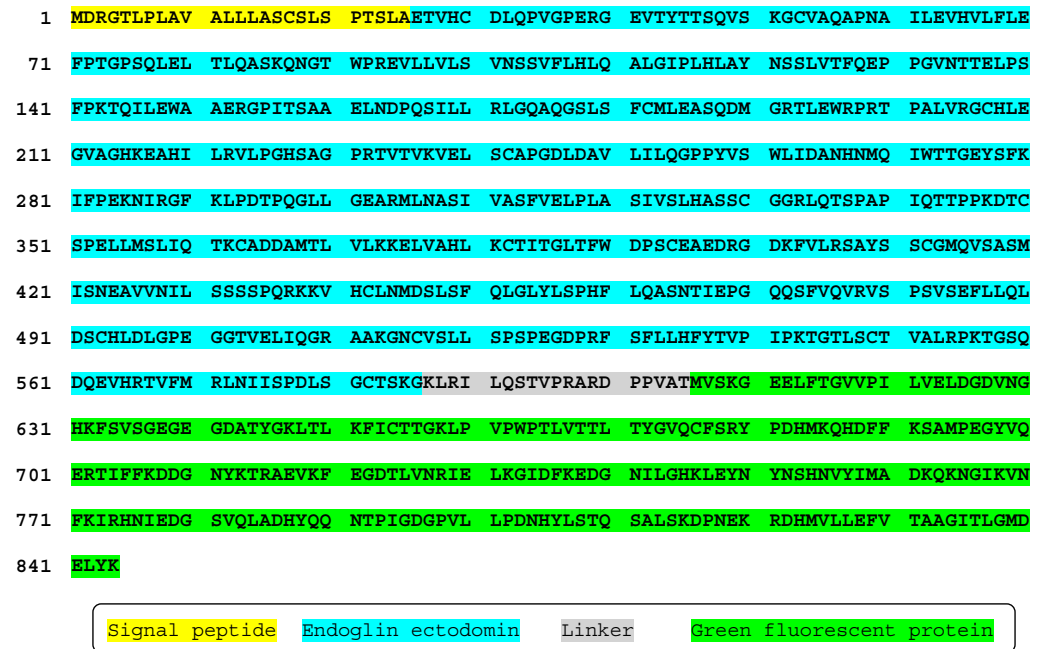 1 MDRGTLPLAV ALLLASCSLS PTSLAETVHC DLQPVGPERG EVTYTTSQVS KGCVAQAPNA ILEVHVLFLE
71 FPTGPSQLEL TLQASKQNGT WPREVLLVLS VNSSVFLHLQ ALGIPLHLAY NSSLVTFQEP PGVNTTELPS
141 FPKTQILEWA AERGPITSAA ELNDPQSILL RLGQAQGSLS FCMLEASQDM GRTLEWRPRT PALVRGCHLE
211 GVAGHKEAHI LRVLPGHSAG PRTVTVKVEL SCAPGDLDAV LILQGPPYVS WLIDANHNMQ IWTTGEYSFK
281 IFPEKNIRGF KLPDTPQGLL GEARMLNASI VASFVELPLA SIVSLHASSC GGRLQTSPAP IQTTPPKDTC
351 SPELLMSLIQ TKCADDAMTL VLKKELVAHL KCTITGLTFW DPSCEAEDRG DKFVLRSAYS SCGMQVSASM
421 ISNEAVVNIL SSSSPQRKKV HCLNMDSLSF QLGLYLSPHF LQASNTIEPG QQSFVQVRVS PSVSEFLLQL
491 DSCHLDLGPE GGTVELIQGR AAKGNCVSLL SPSPEGDPRF SFLLHFYTVP IPKTGTLSCT VALRPKTGSQ
561 DQEVHRTVFM RLNIISPDLS GCTSKGKLRI LQSTVPRARD PPVATMVSKG EELFTGVVPI LVELDGDVNG
631 HKFSVSGEGE GDATYGKLTL KFICTTGKLP VPWPTLVTTL TYGVQCFSRY PDHMKQHDFF KSAMPEGYVQ
701 ERTIFFKDDG NYKTRAEVKF EGDTLVNRIE LKGIDFKEDG NILGHKLEYN YNSHNVYIMA DKQKNGIKVN
771 FKIRHNIEDG SVQLADHYQQ NTPIGDGPVL LPDNHYLSTQ SALSKDPNEK RDHMVLLEFV TAAGITLGMD
841 ELYK
Signal peptide Endoglin ectodomin Linker Green fluorescent protein